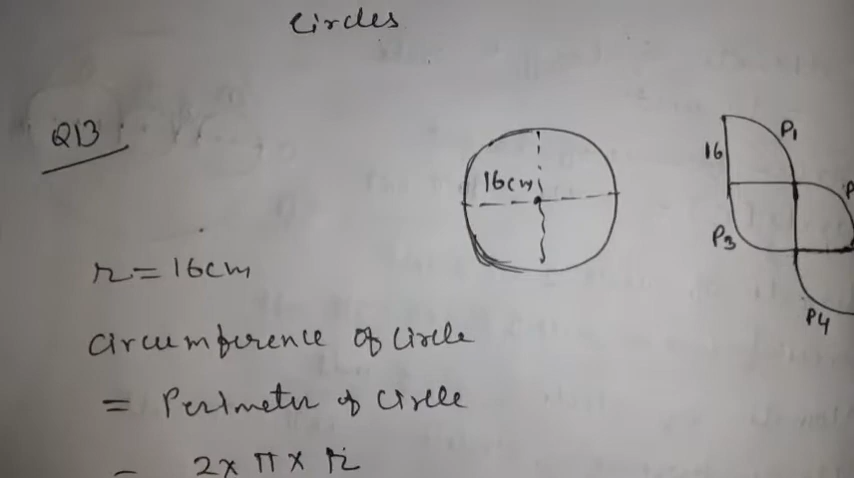 Circles
Q13
16cm
P1
16
P3
P4
r = 16cm
Circumference of Circle
= Perimeter of Circle
= 2 × π × r